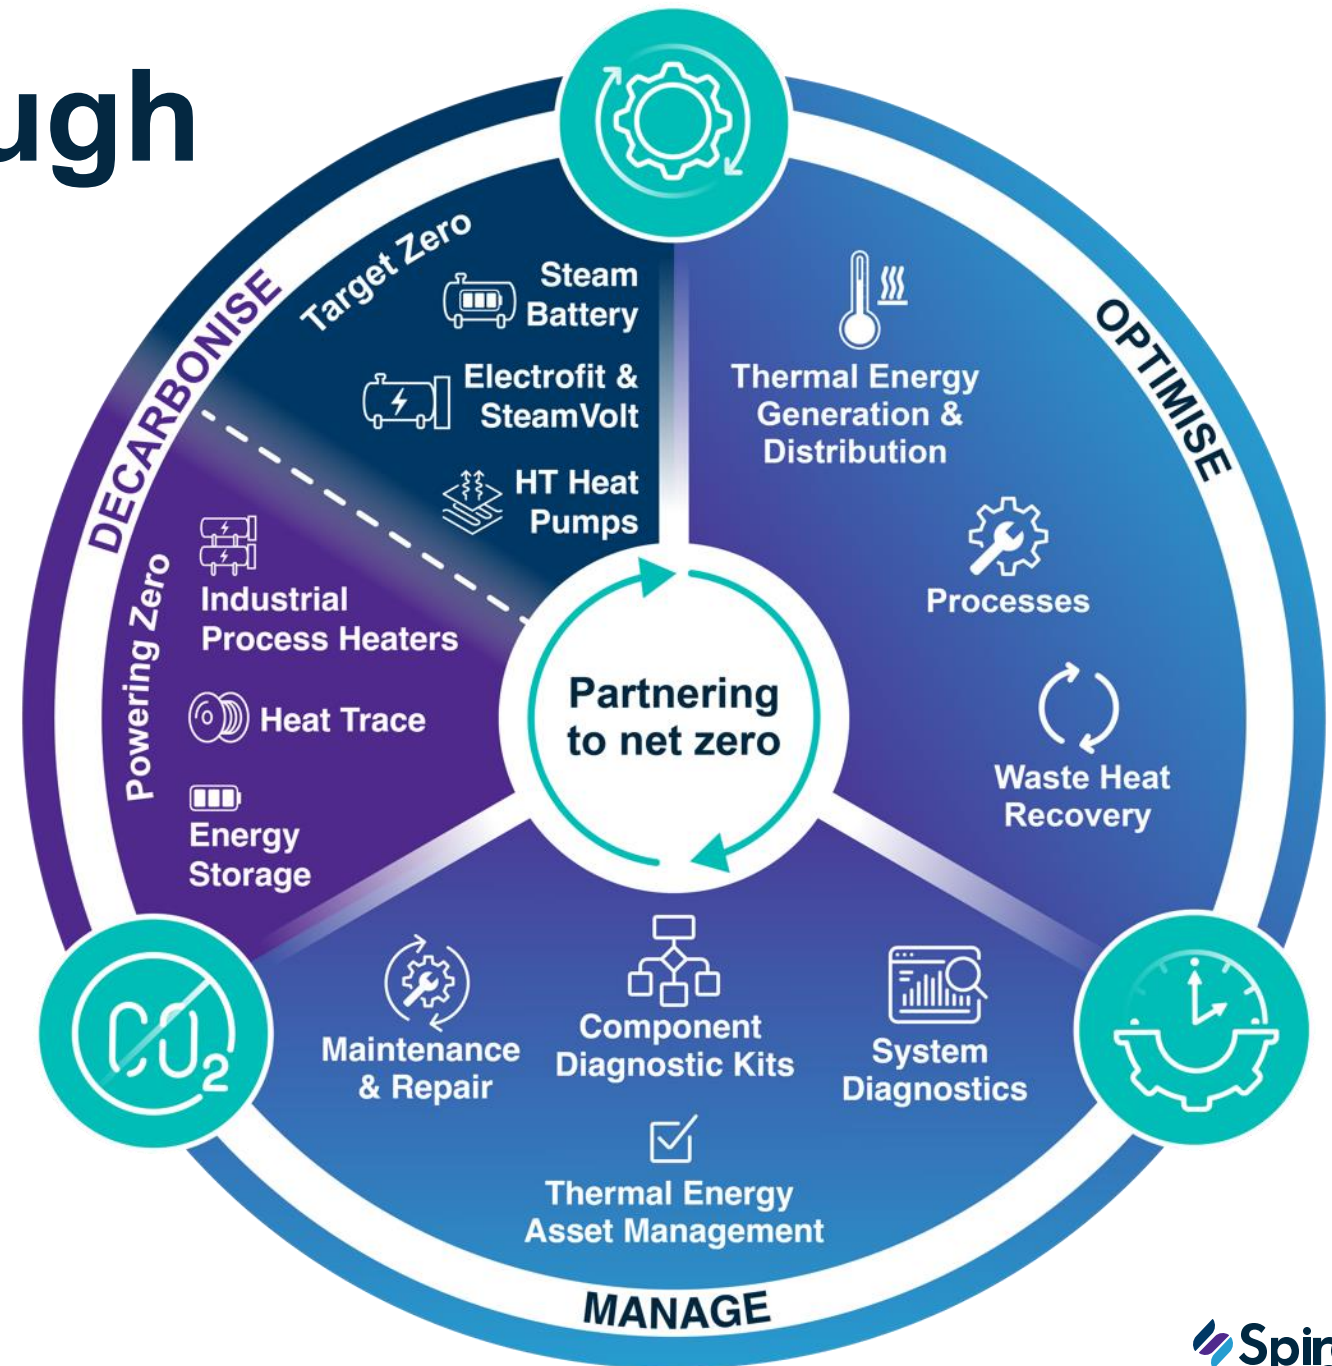 ugh
DECARBONISE
Target Zero
Steam
Battery
Electrofit &
SteamVolt
HT Heat
Pumps
Powering Zero
Industrial
Process Heaters
Heat Trace
Energy
Storage
OPTIMISE
Thermal Energy
Generation &
Distribution
Processes
Waste Heat
Recovery
Partnering
to net zero
CO2
Maintenance
& Repair
Component
Diagnostic Kits
System
Diagnostics
Thermal Energy
Asset Management
MANAGE